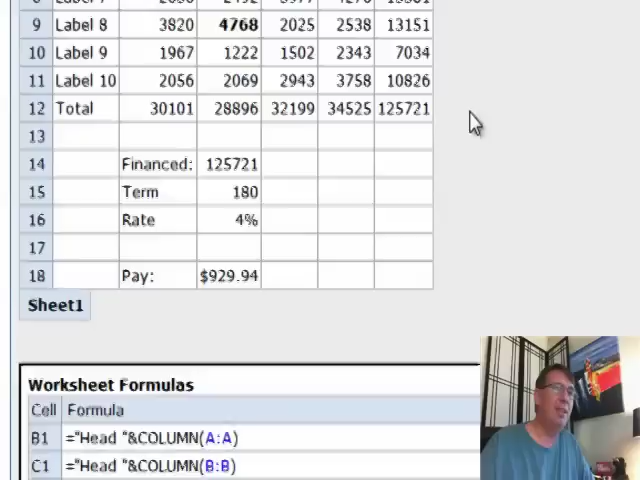 9 Label 8 3820 4768 2025 2538 13151
10 Label 9 1967 1222 1502 2343 7034
11 Label 10 2056 2069 2943 3758 10826
12 Total 30101 28896 32199 34525 125721
13
14 Financed: 125721
15 Term 180
16 Rate 4%
17
18 Pay: $929.94
Sheet1
Worksheet Formulas
Cell Formula
B1 ="Head "&COLUMN(A:A)
C1 ="Head "&COLUMN(B:B)